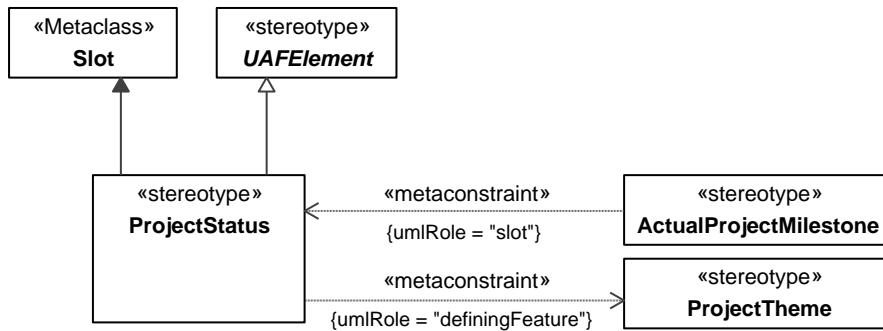 «Metaclass»
Slot
«stereotype»
UAFElement
«stereotype»
ProjectStatus
«metaconstraint»
{umlRole = "slot"}
«stereotype»
ActualProjectMilestone
«metaconstraint»
{umlRole = "definingFeature"}
«stereotype»
ProjectTheme